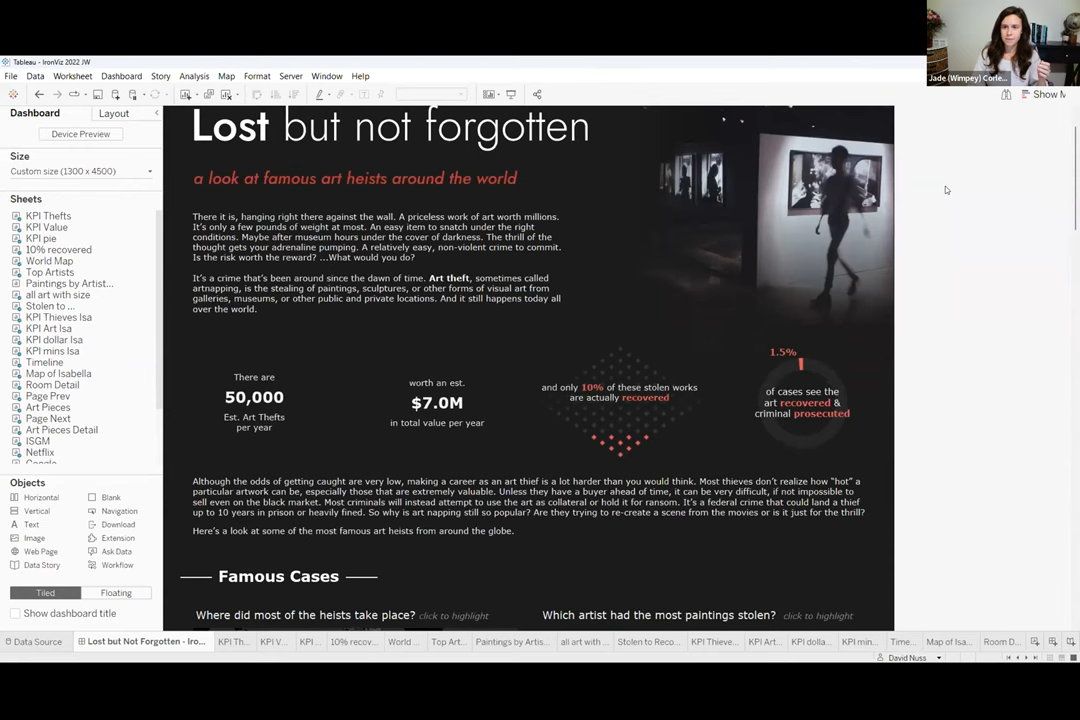 Tableau - IronViz 2022 JW
File Data Worksheet Dashboard Story Analysis Map Format Server Window Help
Jade (Wimpey) Corle...
Show M
Dashboard Layout
Device Preview
Size
Custom size (1300 x 4500)
Sheets
KPI Thefts
KPI Value
KPI pie
10% recovered
World Map
Top Artists
Paintings by Artist...
all art with size
Stolen to ...
KPI Thieves Isa
KPI Art Isa
KPI dollar Isa
KPI mins Isa
Timeline
Map of Isabella
Room Detail
Page Prev
Art Pieces
Page Next
Art Pieces Detail
ISGM
Netflix
Google
Objects
Horizontal Blank
Vertical Navigation
Text Download
Image Extension
Web Page Ask Data
Data Story Workflow
Tiled Floating
Show dashboard title
Lost but not forgotten
a look at famous art heists around the world
There it is, hanging right there against the wall. A priceless work of art worth millions.
It's only a few pounds of weight at most. An easy item to snatch under the right
conditions. Maybe after museum hours under the cover of darkness. The thrill of the
thought gets your adrenaline pumping. A relatively easy, non-violent crime to commit.
Is the risk worth the reward? ...What would you do?
It's a crime that's been around since the dawn of time. Art theft, sometimes called
artnapping, is the stealing of paintings, sculptures, or other forms of visual art from
galleries, museums, or other public and private locations. And it still happens today all
over the world.
There are
50,000
Est. Art Thefts
per year
worth an est.
$7.0M
in total value per year
and only 10% of these stolen works
are actually recovered
1.5%
of cases see the
art recovered &
criminal prosecuted
Although the odds of getting caught are very low, making a career as an art thief is a lot harder than you would think. Most thieves don't realize how “hot” a
particular artwork can be, especially those that are extremely valuable. Unless they have a buyer ahead of time, it can be very difficult, if not impossible to
sell even on the black market. Most criminals will instead attempt to use the art as collateral or hold it for ransom. It's a federal crime that could land a thief
up to 10 years in prison or heavily fined. So why is art napping still so popular? Are they trying to re-create a scene from the movies or is it just for the thrill?
Here's a look at some of the most famous art heists from around the globe.
Famous Cases
Where did most of the heists take place? click to highlight
Which artist had the most paintings stolen? click to highlight
Data Source Lost but Not Forgotten - Iro... KPI Th... KPI V... KPI ... 10% recov... World ... Top Art... Paintings by Artis... all art with ... Stolen to Reco... KPI Thieve... KPI Art... KPI dolla... KPI min... Time... Map of Isa... Room D...
David Nuss